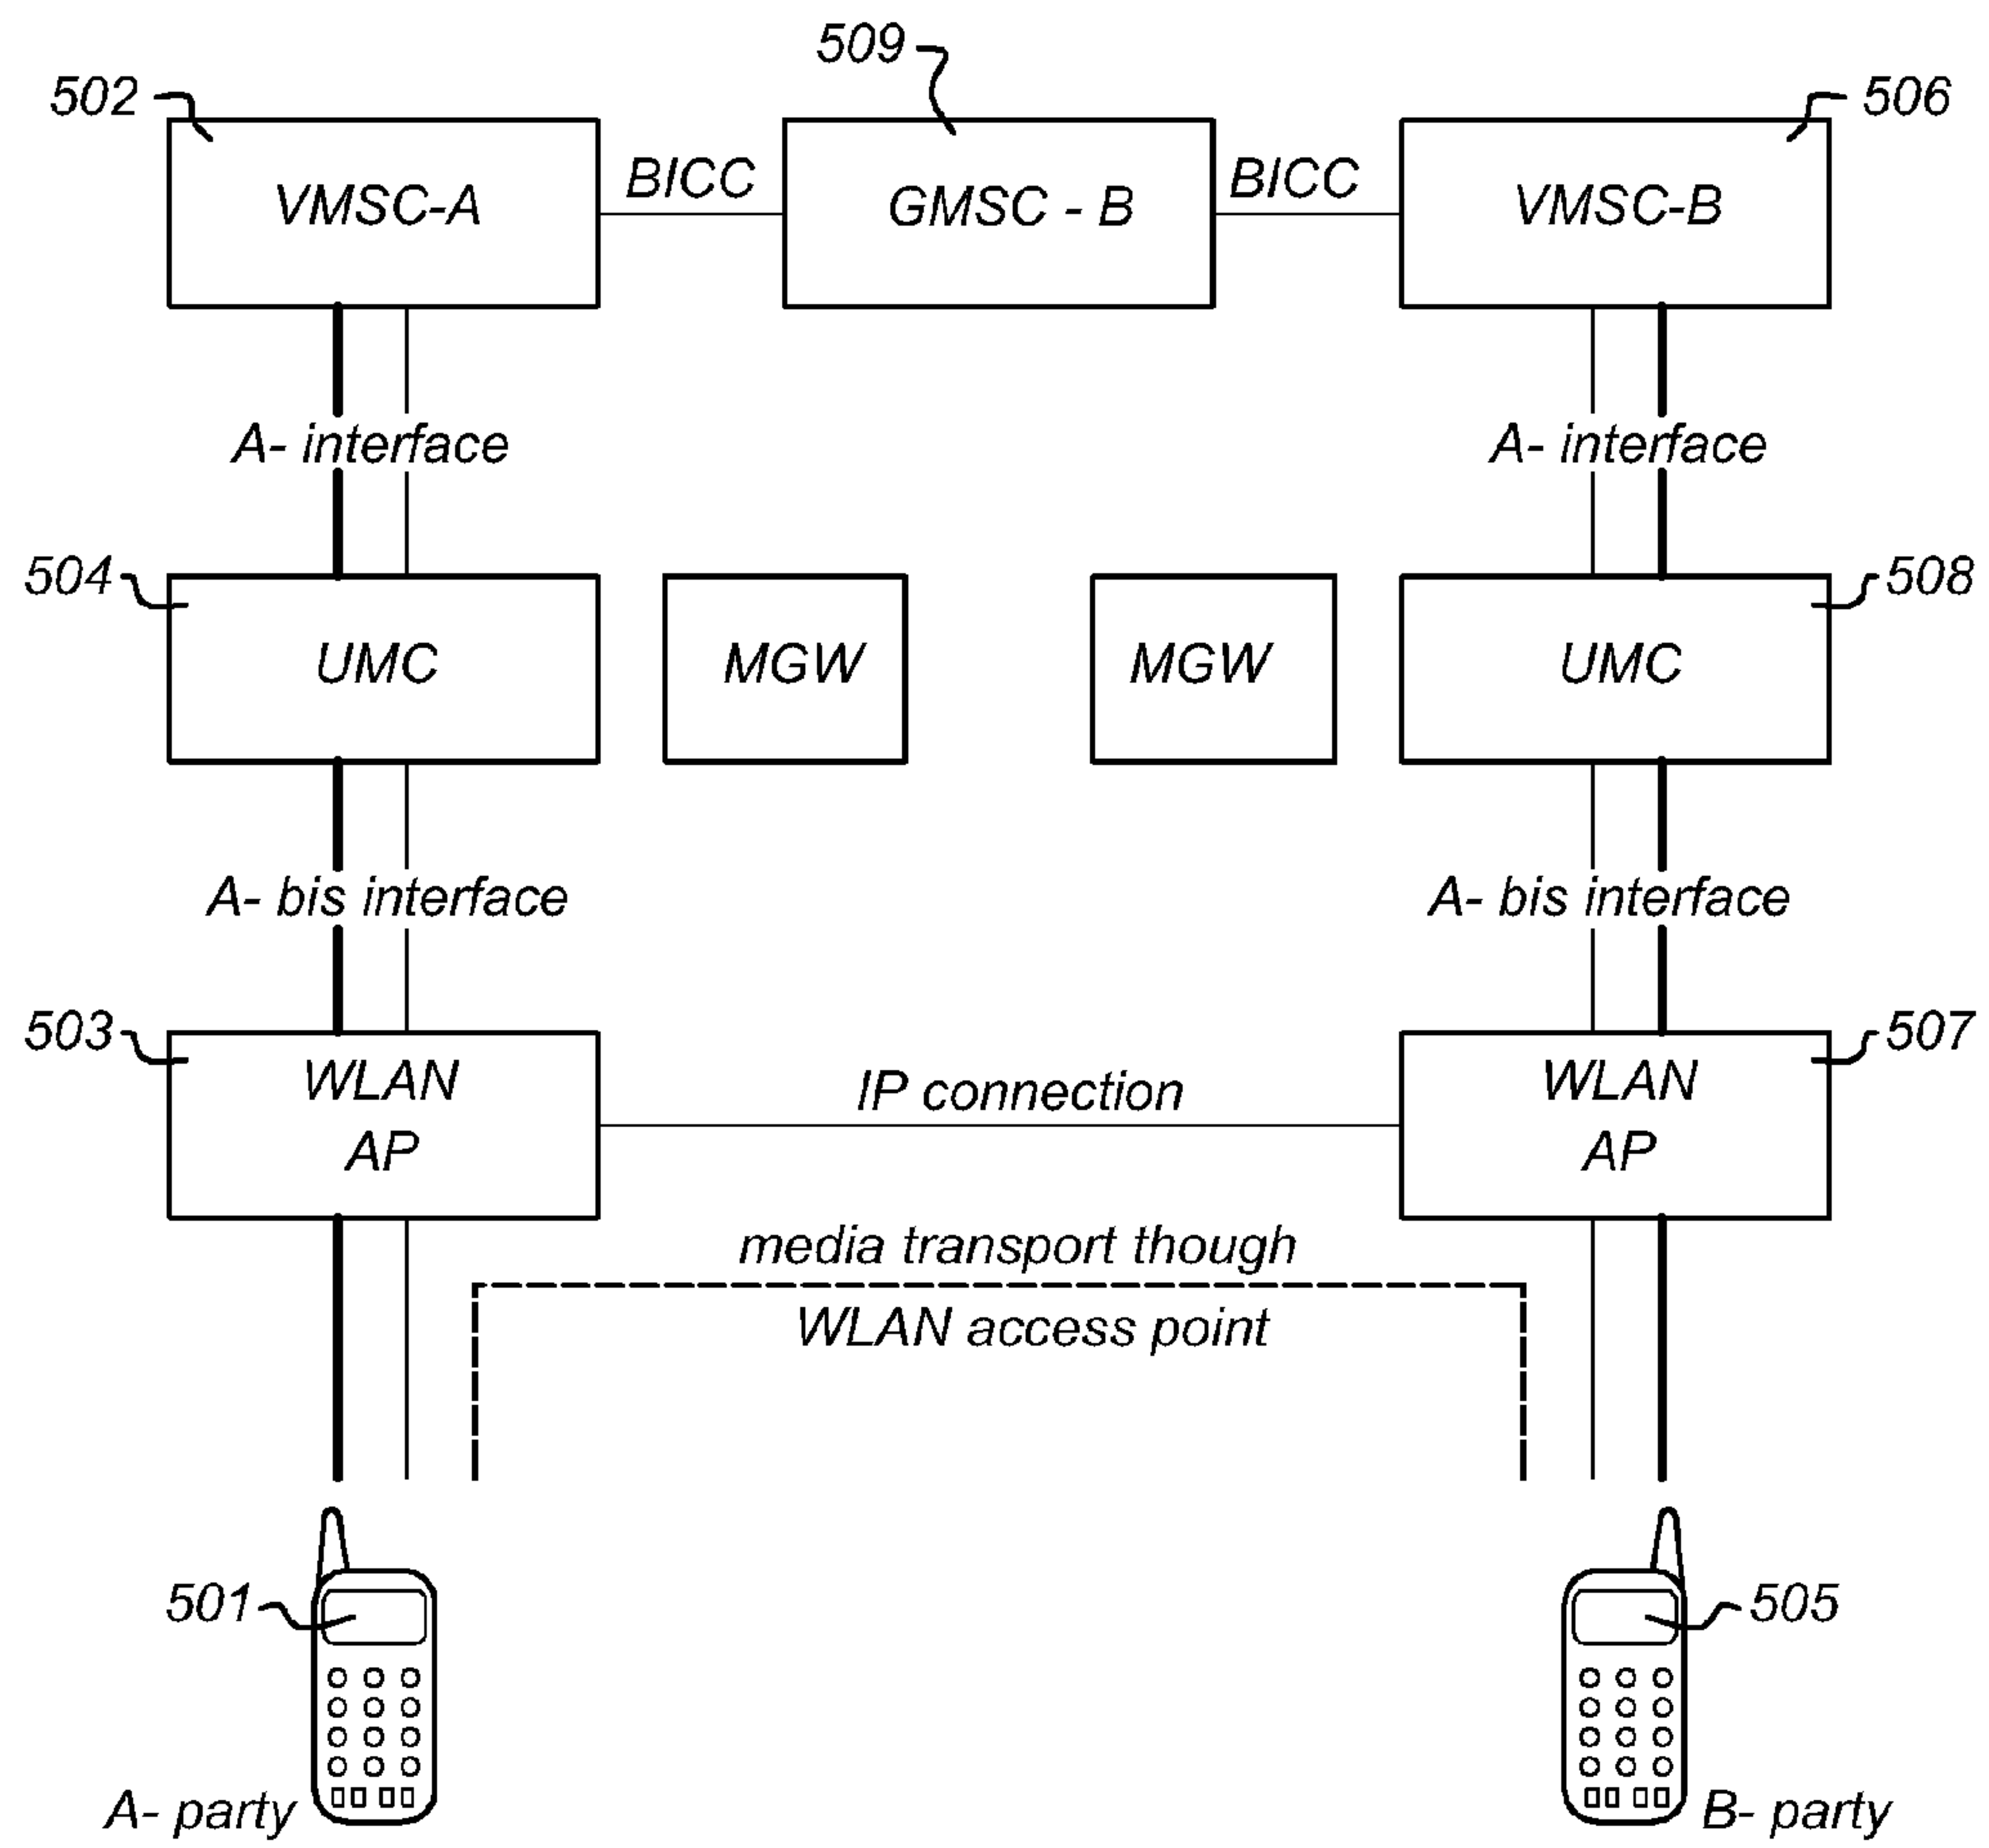 509
502
506
VMSC-A
BICC
GMSC - B
BICC
VMSC-B
A- interface
A- interface
504
508
UMC
MGW
MGW
UMC
A- bis interface
A- bis interface
503
507
WLAN
AP
IP connection
WLAN
AP
media transport though
WLAN access point
501
505
A- party
B- party